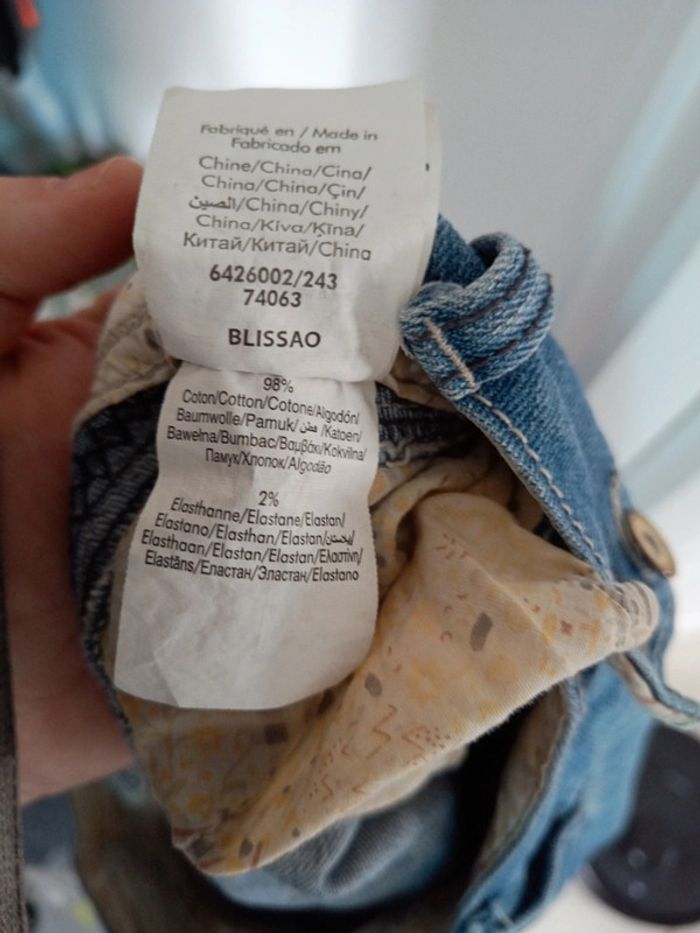 Fabriqué en / Made in
Fabricado em
Chine/China/Cina/
China/China/Çin/
الصين/China/Chiny/
China/Kíva/Ķīna/
Китай/Китай/China
6426002/243
74063
BLISSAO
98%
Coton/Cotton/Cotone/Algodón/
Baumwolle/Pamuk/قطن/Katoen/
Bawełna/Bumbac/Βαμβάκι/Kokvilna/
Памук/Хлопок/Algodão
2%
Elasthanne/Elastane/Elastan/
Elastano/Elasthan/Elastan/إيلاستان/
Elasthaan/Elastan/Elastan/Ελαστίνη/
Elastāns/Еластан/Эластан/Elastano